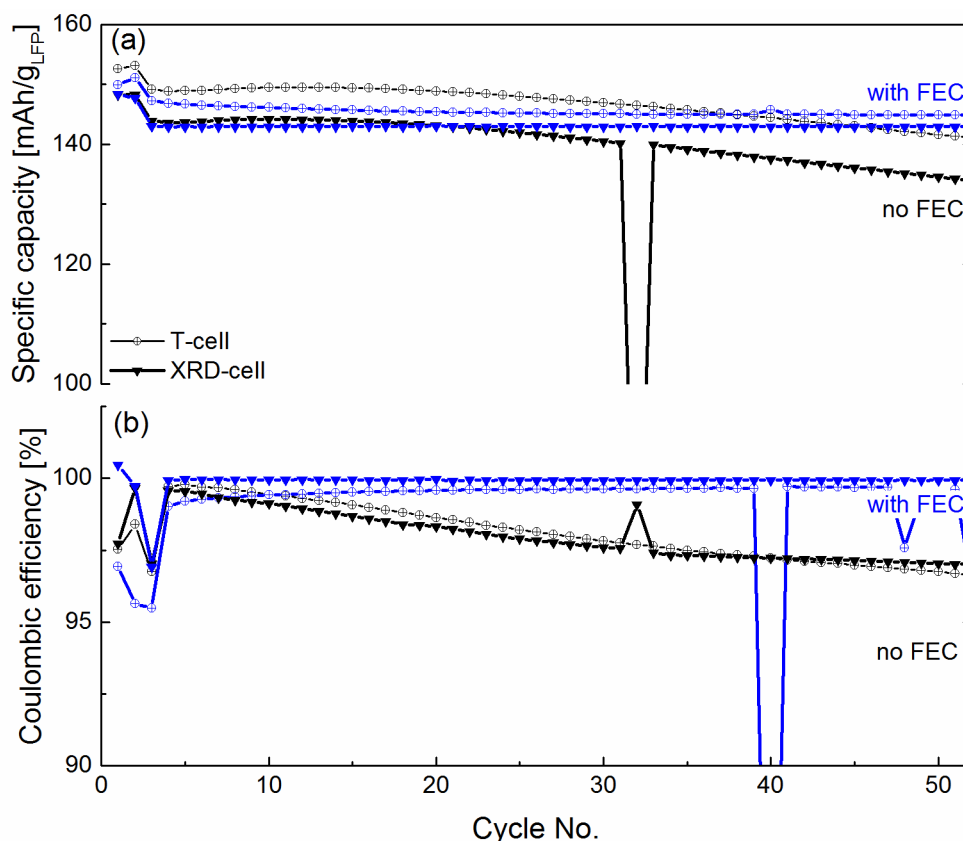 160
(a)
Specific capacity [mAh/gLFP]
with FEC
140
no FEC
120
T-cell
XRD-cell
100
(b)
Coulombic efficiency [%]
100
with FEC
95
no FEC
90
0 10 20 30 40 50
Cycle No.